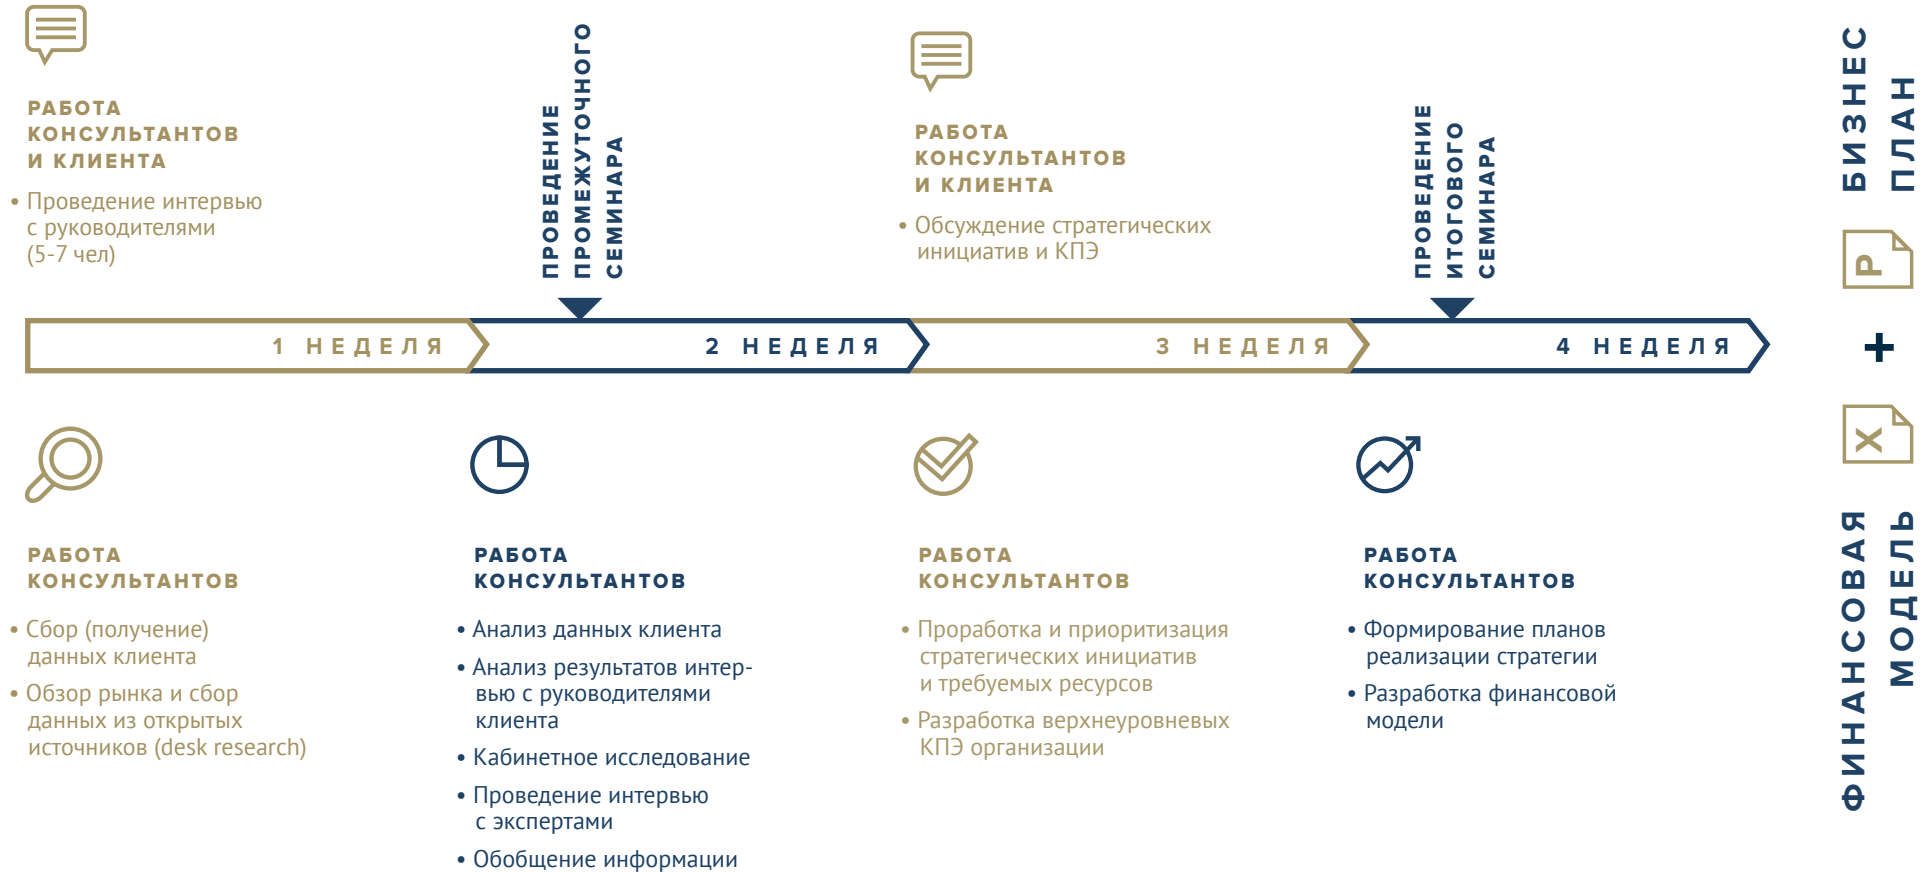 РАБОТА
КОНСУЛЬТАНТОВ
И КЛИЕНТА
• Проведение интервью
с руководителями
(5-7 чел)
ПРОВЕДЕНИЕ
ПРОМЕЖУТОЧНОГО
СЕМИНАРА
РАБОТА
КОНСУЛЬТАНТОВ
И КЛИЕНТА
• Обсуждение стратегических
инициатив и КПЭ
ПРОВЕДЕНИЕ
ИТОГОВОГО
СЕМИНАРА
1 НЕДЕЛЯ
2 НЕДЕЛЯ
3 НЕДЕЛЯ
4 НЕДЕЛЯ
РАБОТА
КОНСУЛЬТАНТОВ
• Сбор (получение)
данных клиента
• Обзор рынка и сбор
данных из открытых
источников (desk research)
РАБОТА
КОНСУЛЬТАНТОВ
• Анализ данных клиента
• Анализ результатов интер-
вью с руководителями
клиента
• Кабинетное исследование
• Проведение интервью
с экспертами
• Обобщение информации
РАБОТА
КОНСУЛЬТАНТОВ
• Проработка и приоритизация
стратегических инициатив
и требуемых ресурсов
• Разработка верхнеуровневых
КПЭ организации
РАБОТА
КОНСУЛЬТАНТОВ
• Формирование планов
реализации стратегии
• Разработка финансовой
модели
БИЗНЕС
ПЛАН
P
+
X
ФИНАНСОВАЯ
МОДЕЛЬ